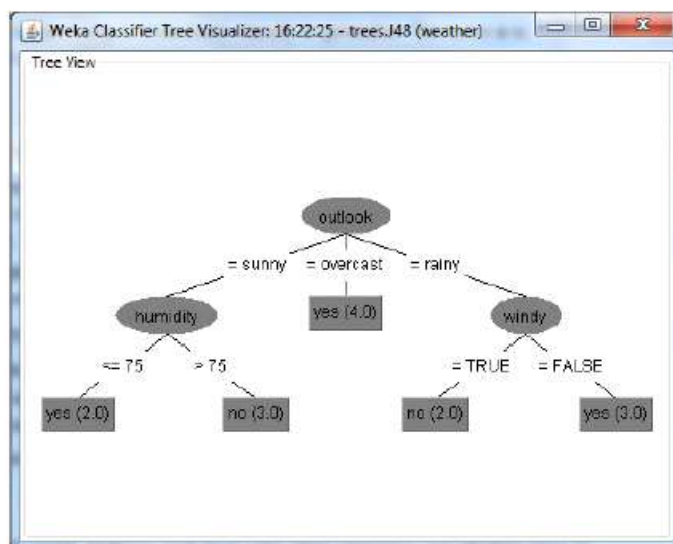 Weka Classifier Tree Visualizer: 16:22:25 - trees.J48 (weather)
Tree View
outlook
= sunny = overcast = rainy
humidity yes (4.0) windy
<= 75 > 75 = TRUE = FALSE
yes (2.0) no (3.0) no (2.0) yes (3.0)